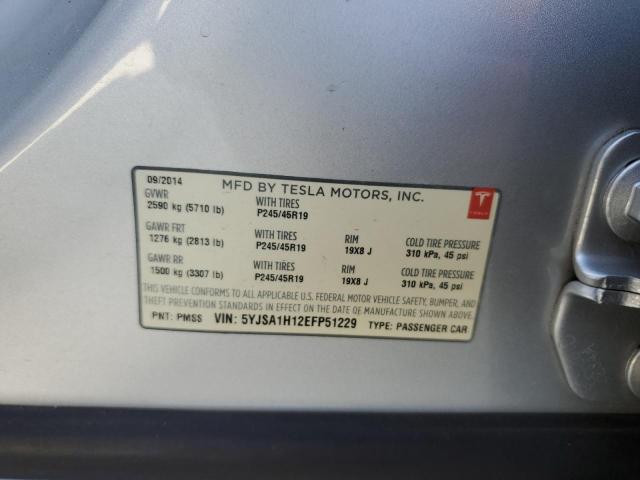 09/2014 MFD BY TESLA MOTORS, INC.
GVWR WITH TIRES
2590 kg (5710 lb) P245/45R19
TESLA
GAWR FRT WITH TIRES RIM COLD TIRE PRESSURE
1276 kg (2813 lb) P245/45R19 19X8 J 310 kPa, 45 psi
GAWR RR WITH TIRES RIM COLD TIRE PRESSURE
1500 kg (3307 lb) P245/45R19 19X8 J 310 kPa, 45 psi
THIS VEHICLE CONFORMS TO ALL APPLICABLE U.S. FEDERAL MOTOR VEHICLE SAFETY, BUMPER, AND
THEFT PREVENTION STANDARDS IN EFFECT ON THE DATE OF MANUFACTURE SHOWN ABOVE.
PNT: PMSS VIN: 5YJSA1H12EFP51229 TYPE: PASSENGER CAR